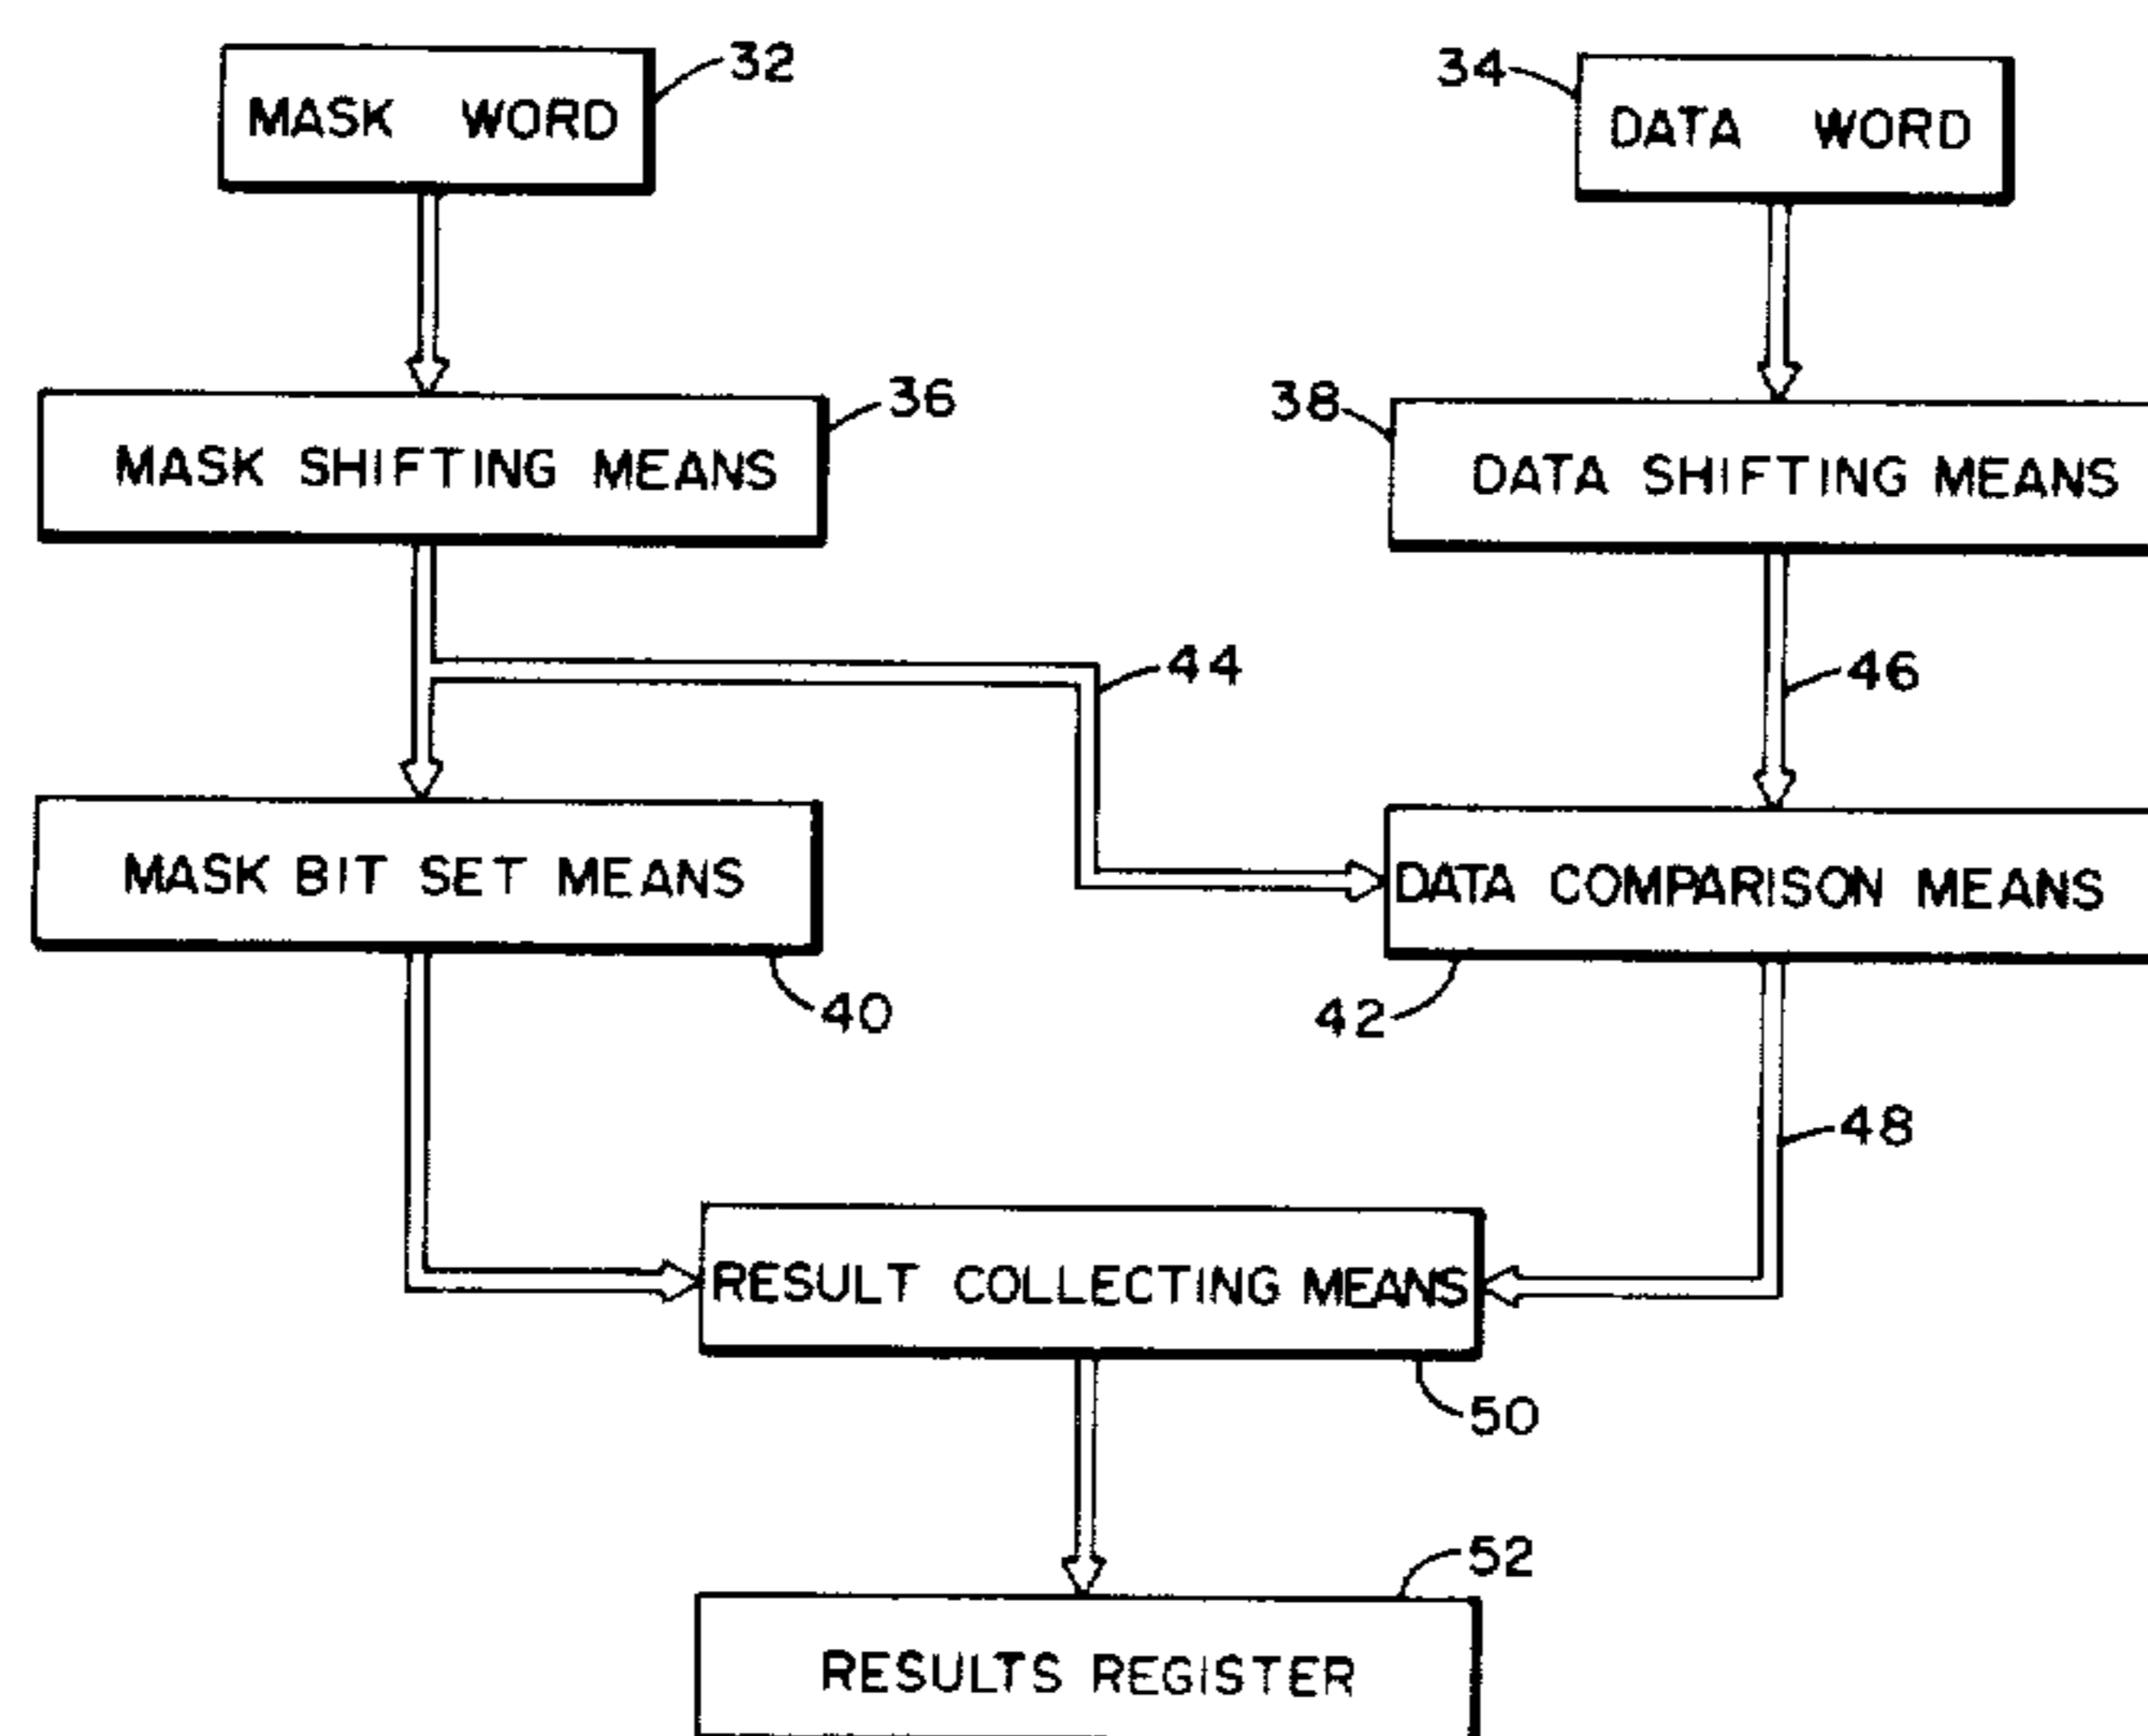 MASK WORD
32
34
DATA WORD
MASK SHIFTING MEANS
36
38
DATA SHIFTING MEANS
44
46
MASK BIT SET MEANS
40
DATA COMPARISON MEANS
42
48
RESULT COLLECTING MEANS
50
52
RESULTS REGISTER